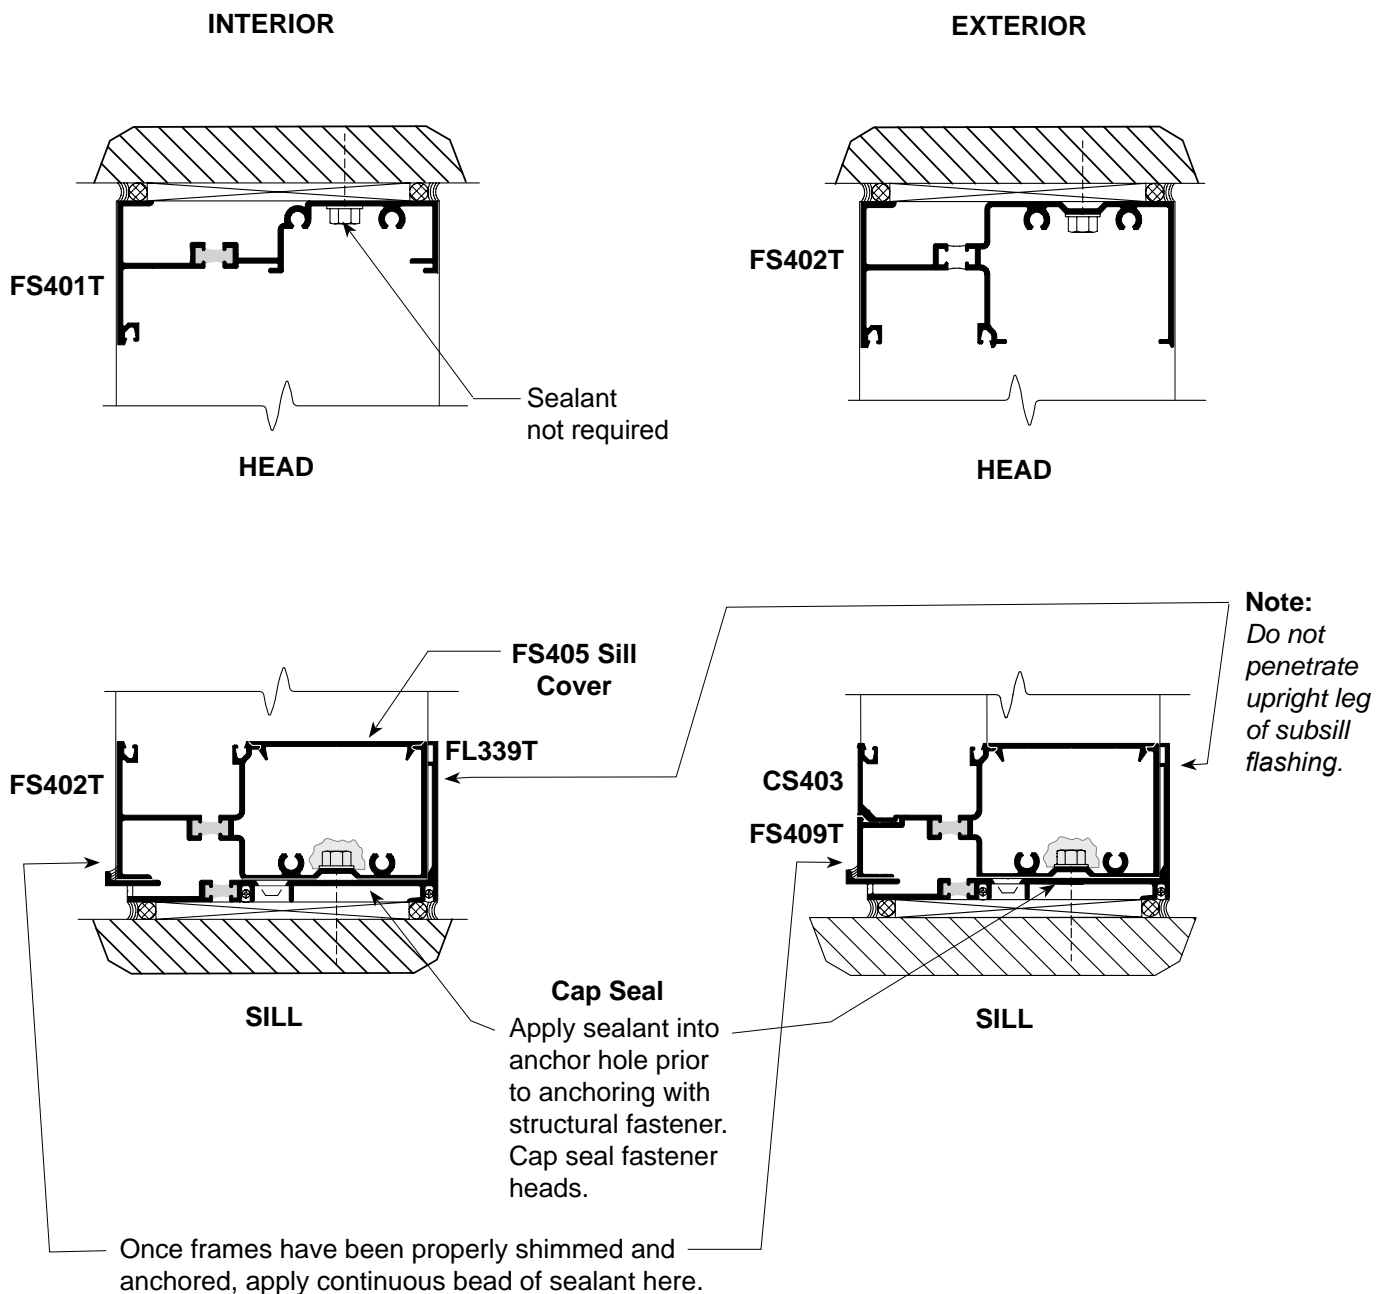 INTERIOR
EXTERIOR
FS401T
FS402T
Sealant
not required
HEAD
HEAD
FS405 Sill
Cover
Note:
Do not
penetrate
upright leg
of subsill
flashing.
FL339T
FS402T
CS403
FS409T
Cap Seal
SILL
SILL
Apply sealant into
anchor hole prior
to anchoring with
structural fastener.
Cap seal fastener
heads.
Once frames have been properly shimmed and
anchored, apply continuous bead of sealant here.